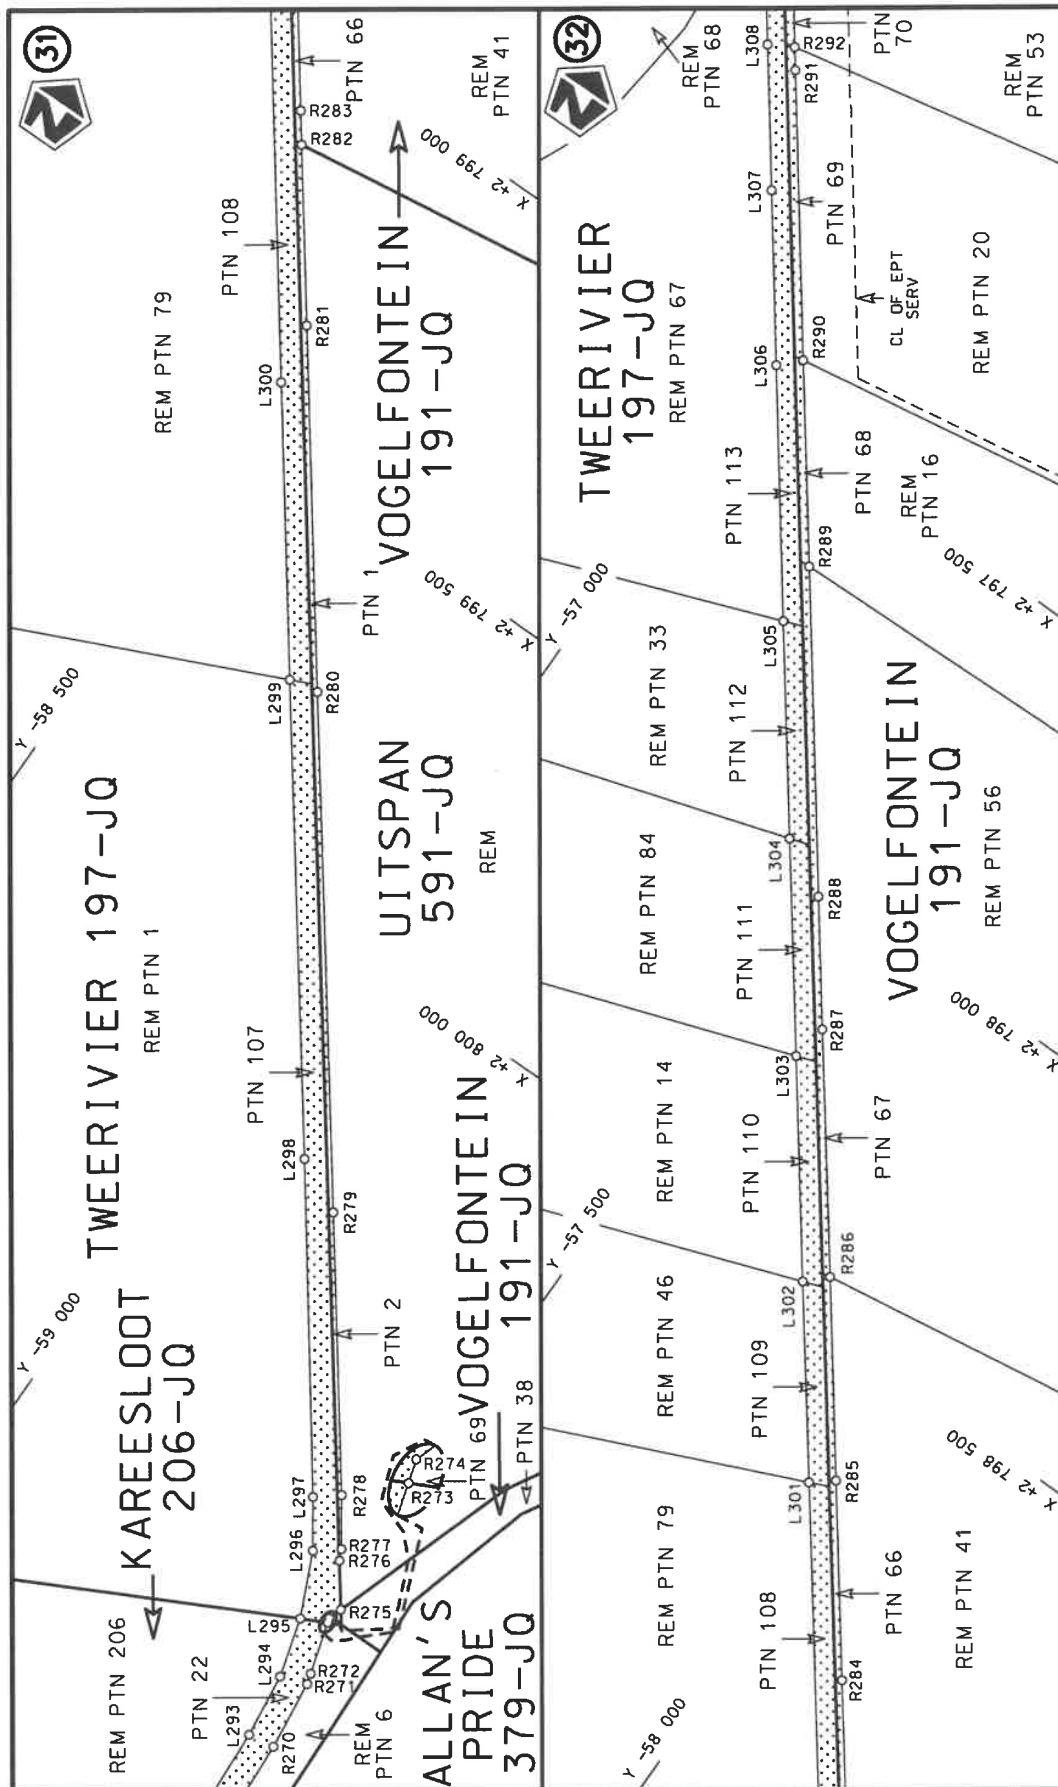 31
N
Y -59 000
Y -58 500
KAREESLOOT
206-JQ
TWEERIVIER 197-JQ
REM PTN 1
REM PTN 79
REM PTN 206
PTN 22
PTN 107
PTN 108
L293
L294
L295
L296
L297
L298
L299
L300
R270
R271
R272
R275
R276
R277
R278
R279
R280
R281
R282
R283
R273
R274
REM
PTN 6
PTN 2
PTN 1
PTN 66
PTN 69
PTN 38
ALLAN'S
PRIDE
379-JQ
VOGELFONTEIN
191-JQ
UITSPAN
591-JQ
REM
VOGELFONTEIN
191-JQ
REM
PTN 41
X +2 800 000
X +2 799 500
X +2 799 000
32
N
Y -58 000
Y -57 500
Y -57 000
TWEERIVIER
197-JQ
REM PTN 79
REM PTN 46
REM PTN 14
REM PTN 84
REM PTN 33
REM PTN 67
REM
PTN 68
PTN 108
PTN 109
PTN 110
PTN 111
PTN 112
PTN 113
L301
L302
L303
L304
L305
L306
L307
L308
R284
R285
R286
R287
R288
R289
R290
R291
R292
PTN 66
PTN 67
PTN 68
PTN 69
PTN
70
REM PTN 41
VOGELFONTEIN
191-JQ
REM PTN 56
REM
PTN 16
CL OF EPT
SERV
REM PTN 20
REM
PTN 53
X +2 798 500
X +2 798 000
X +2 797 500